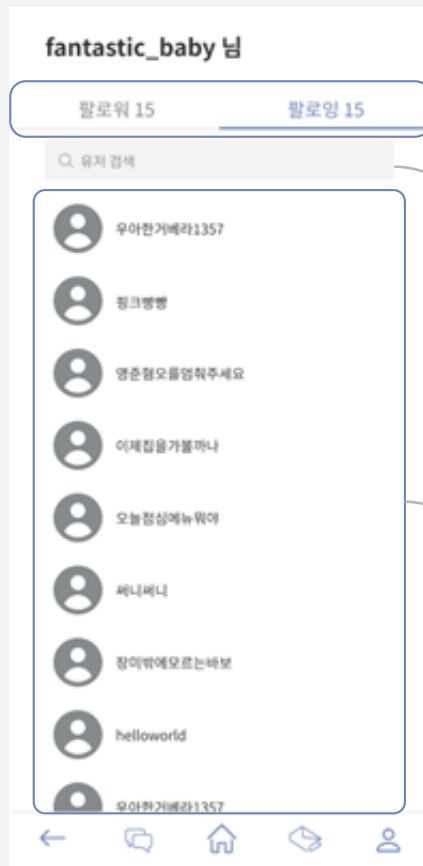 fantastic_baby 님
팔로워 15
팔로잉 15
유저 검색
우아한거베라1357
핑크빵빵
영준혐오를멈춰주세요
이제집을가볼까나
오늘점심메뉴뭐야
써니써니
장미밖에모르는바보
helloworld
우아한거베라1357